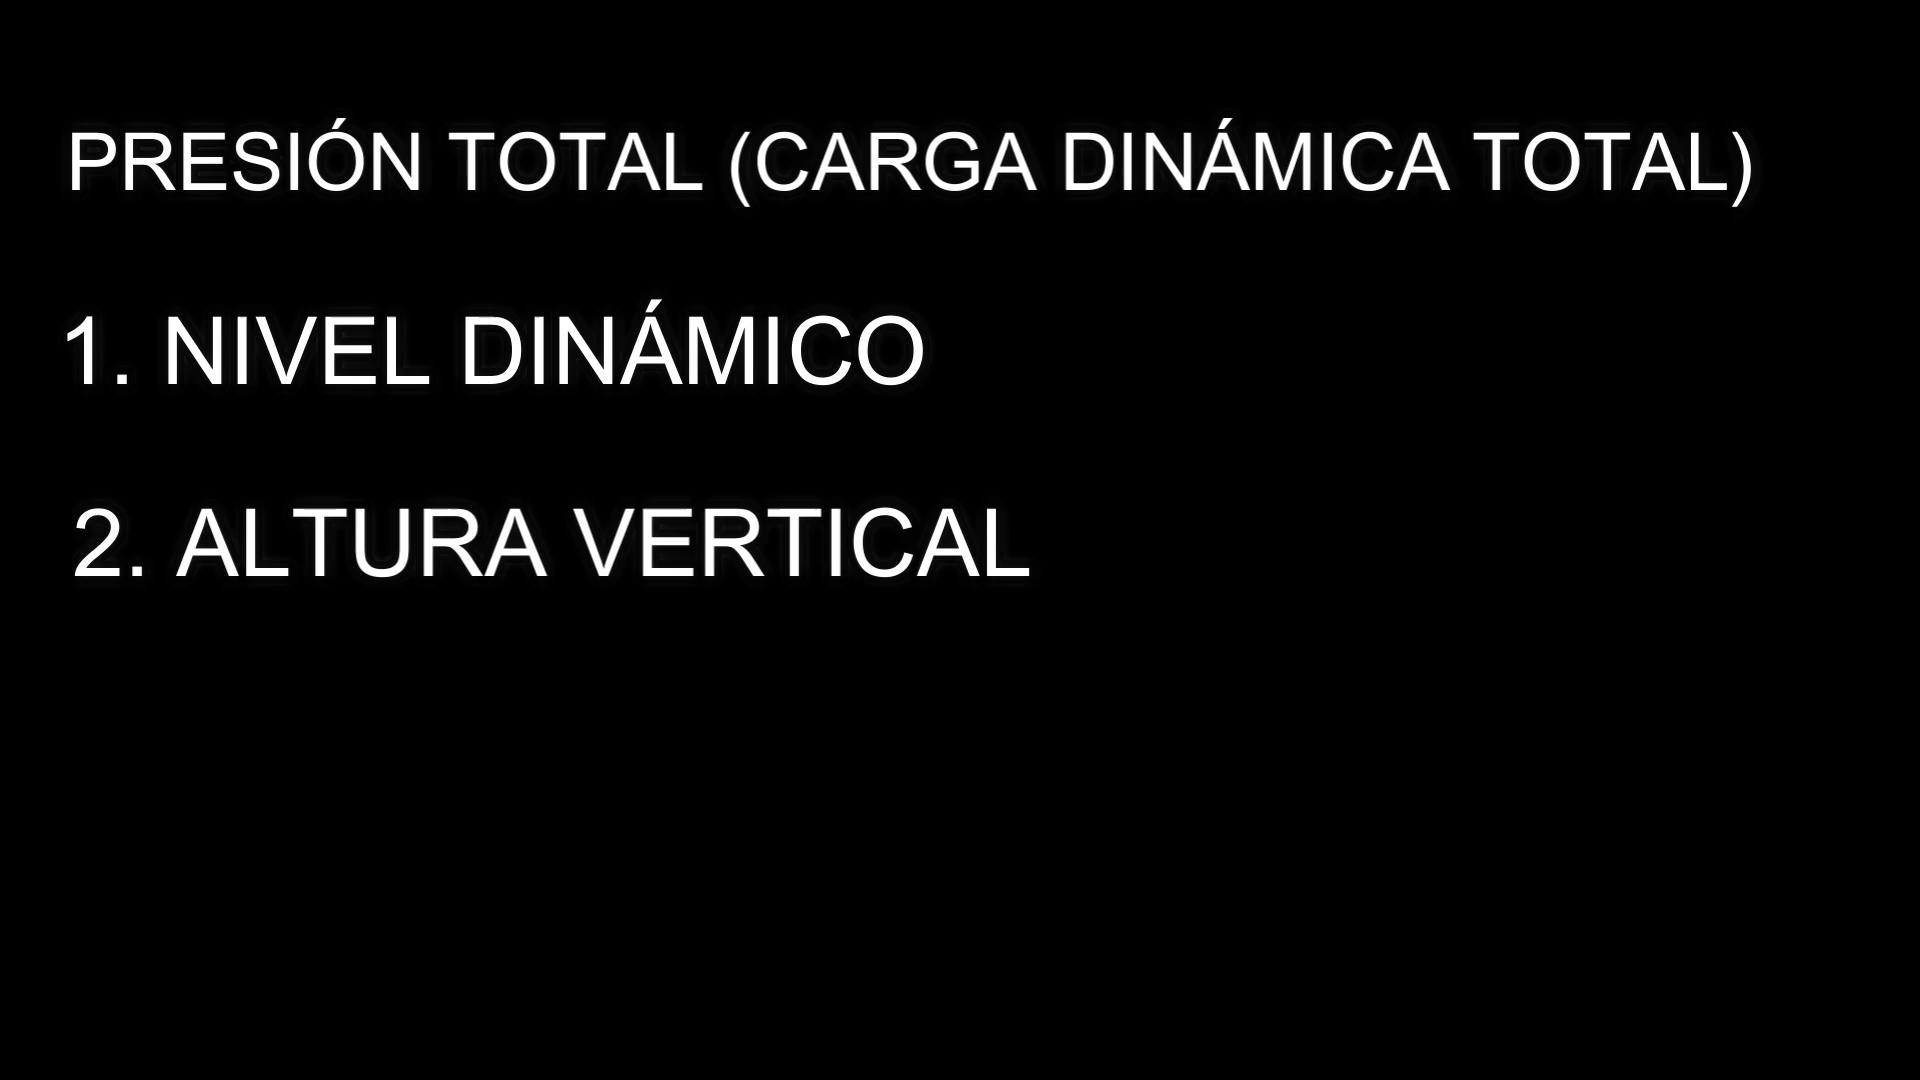 PRESIÓN TOTAL (CARGA DINÁMICA TOTAL)
1. NIVEL DINÁMICO
2. ALTURA VERTICAL